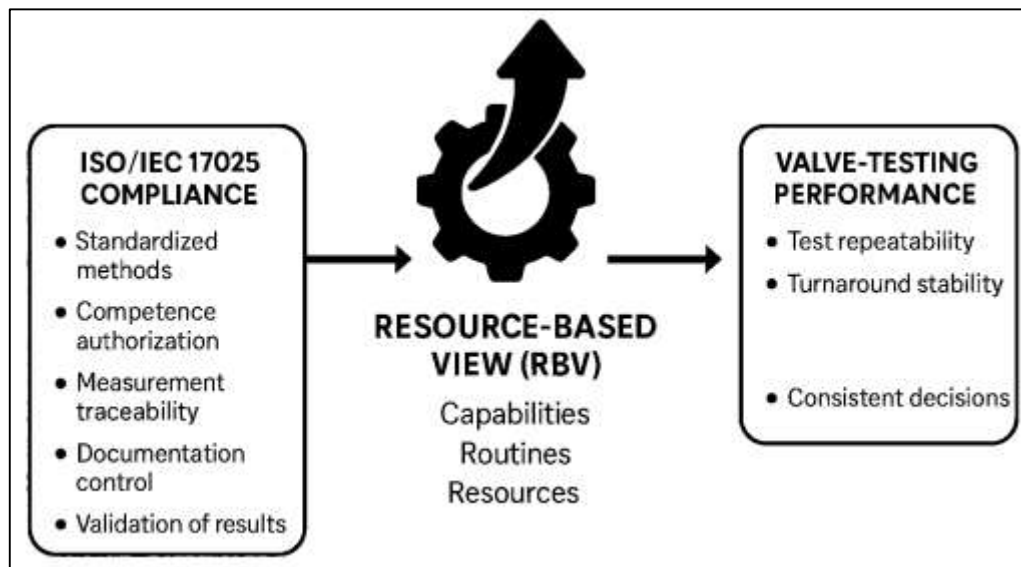 ISO/IEC 17025
COMPLIANCE
• Standardized
methods
• Competence
authorization
• Measurement
traceability
• Documentation
control
• Validation of results
RESOURCE-BASED
VIEW (RBV)
Capabilities
Routines
Resources
VALVE-TESTING
PERFORMANCE
• Test repeatability
• Turnaround stability
• Consistent decisions